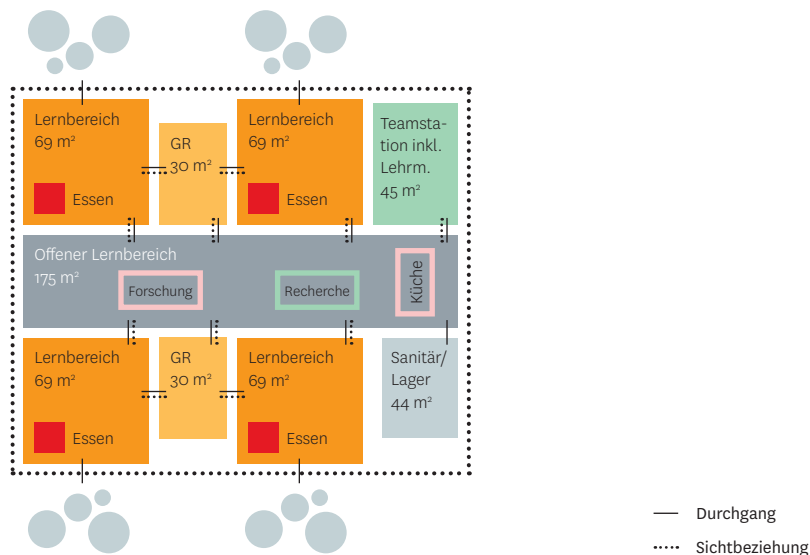 Lernbereich
69 m²
Essen
GR
30 m²
Lernbereich
69 m²
Essen
Teamsta-
tion inkl.
Lehrm.
45 m²
Offener Lernbereich
175 m²
Forschung
Recherche
Küche
Lernbereich
69 m²
Essen
GR
30 m²
Lernbereich
69 m²
Essen
Sanitär/
Lager
44 m²
Durchgang
Sichtbeziehung